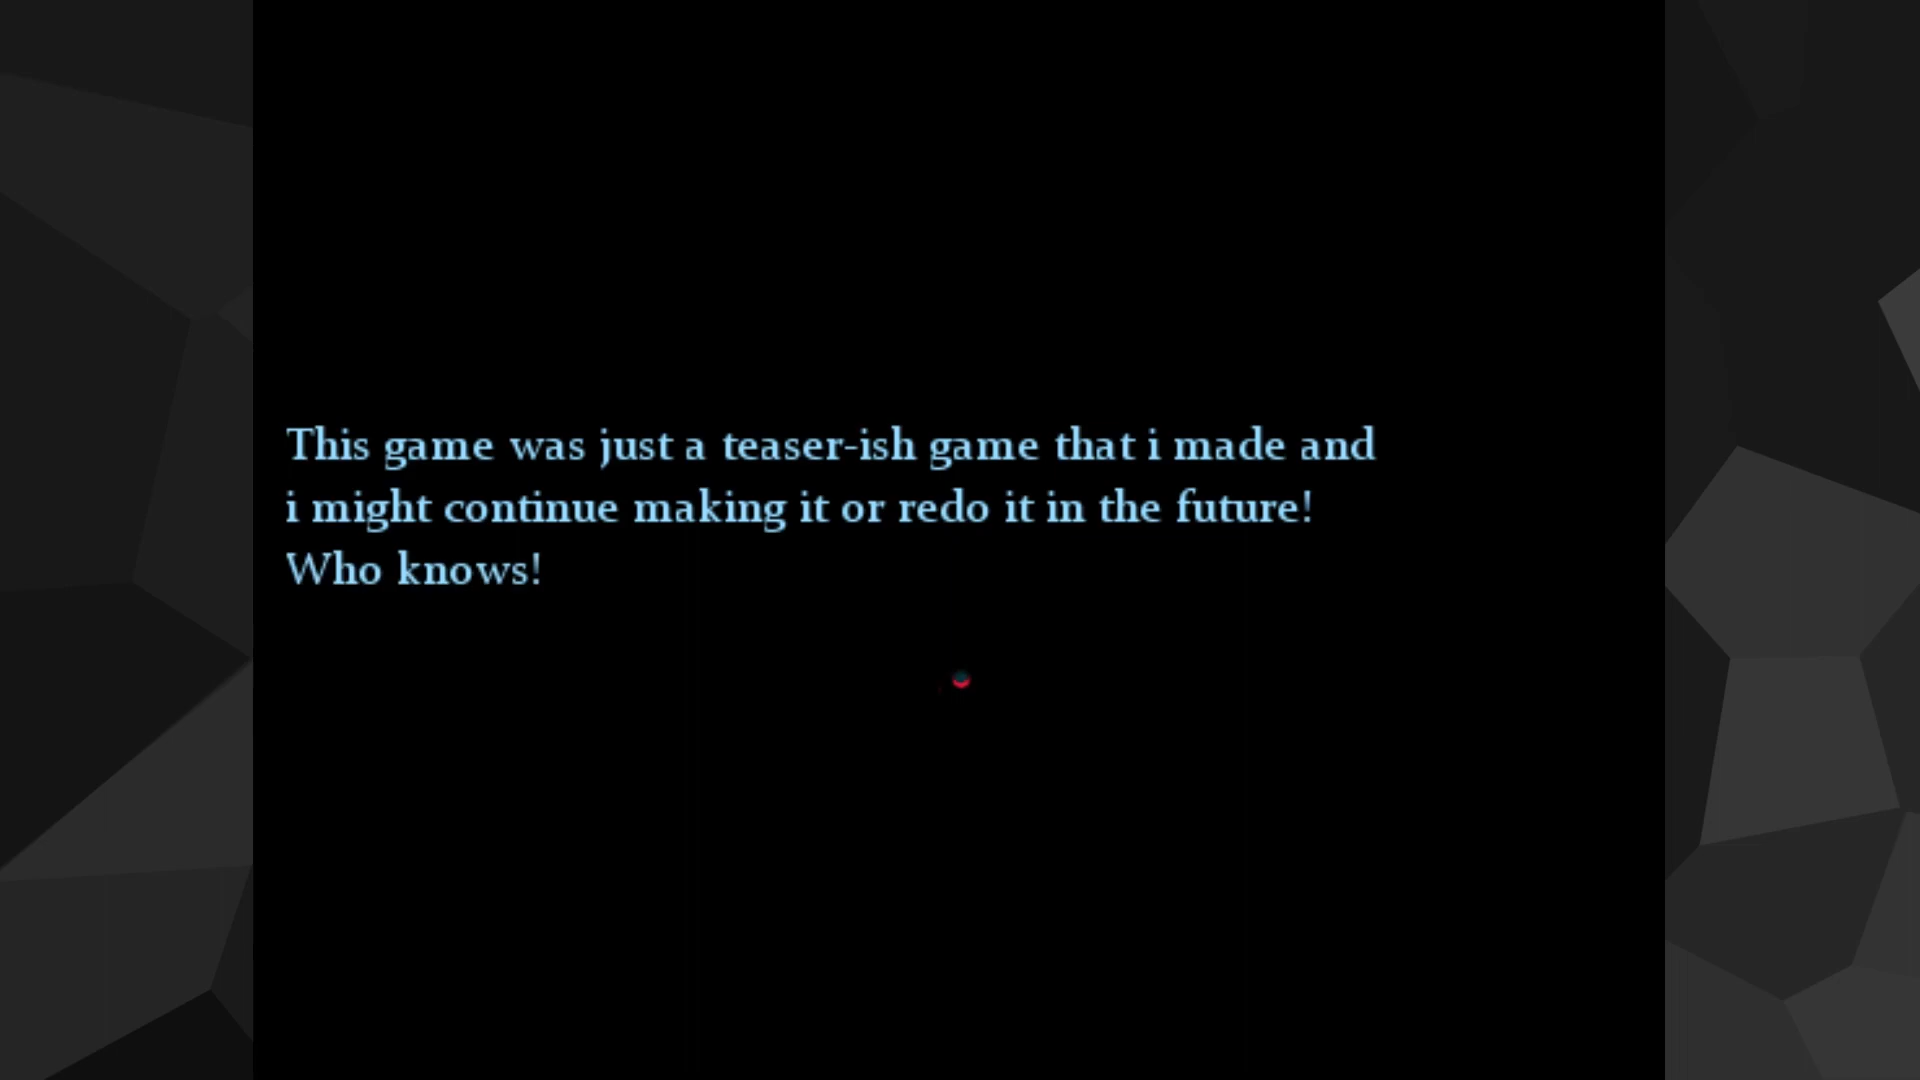 This game was just a teaser-ish game that i made and
i might continue making it or redo it in the future!
Who knows!